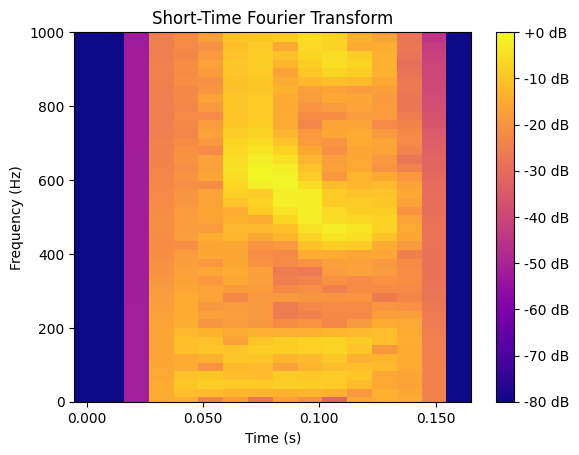 Short-Time Fourier Transform
1000
800
600
400
200
0
Frequency (Hz)
0.000
0.050
0.100
0.150
Time (s)
+0 dB
-10 dB
-20 dB
-30 dB
-40 dB
-50 dB
-60 dB
-70 dB
-80 dB